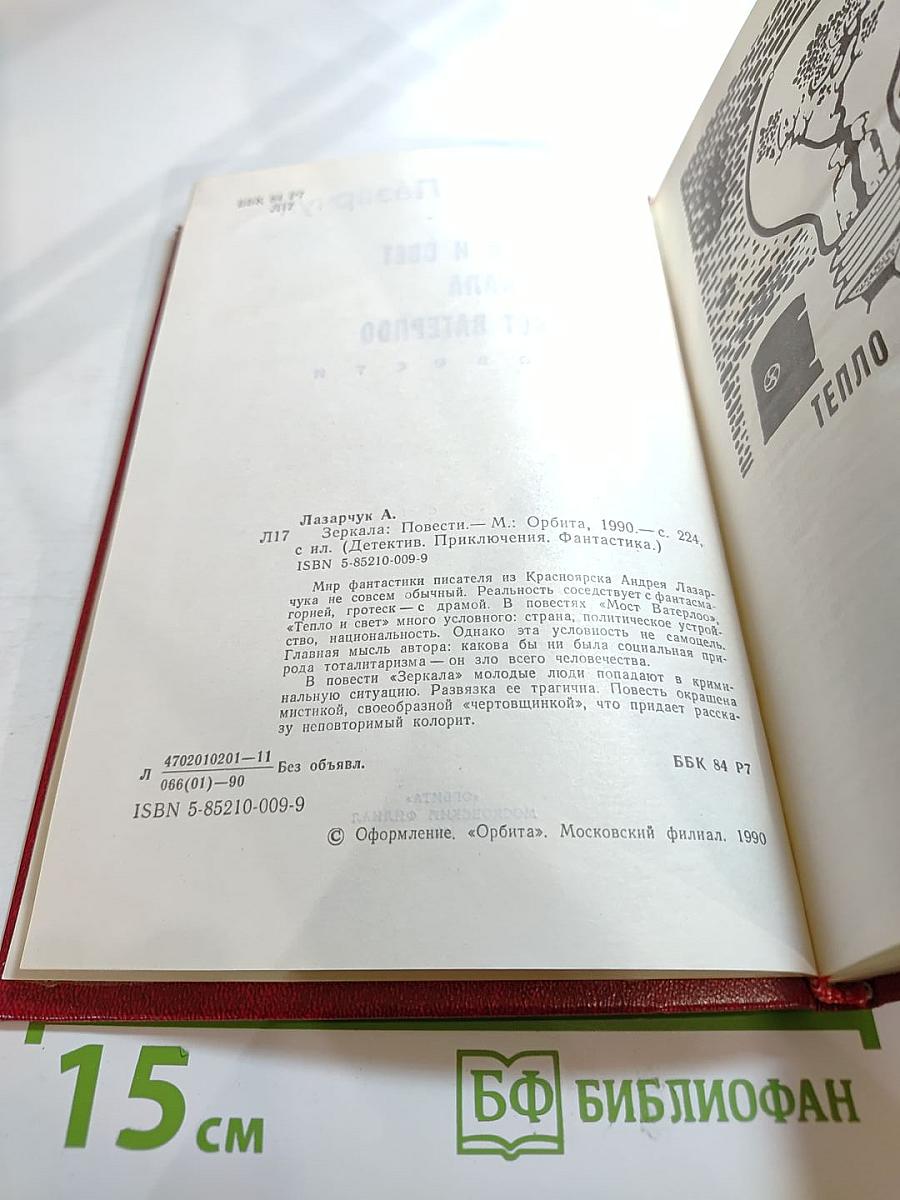 ББК 84 Р7
Л17
Лазарчук А.
Л17 Зеркала: Повести.— М.: Орбита, 1990.— с. 224,
с ил. (Детектив. Приключения. Фантастика.)
ISBN 5-85210-009-9
Мир фантастики писателя из Красноярска Андрея Лазар-
чука не совсем обычный. Реальность соседствует с фантасма-
горией, гротеск — с драмой. В повестях «Мост Ватерлоо»,
«Тепло и свет» много условного: страна, политическое устрой-
ство, национальность. Однако эта условность не самоцель.
Главная мысль автора: какова бы ни была социальная при-
рода тоталитаризма — он зло всего человечества.
В повести «Зеркала» молодые люди попадают в крими-
нальную ситуацию. Развязка ее трагична. Повесть окрашена
мистикой, своеобразной «чертовщинкой», что придает расска-
зу неповторимый колорит.
Л 4702010201—11 Без объявл.
066(01)—90
ББК 84 Р7
ISBN 5-85210-009-9
© Оформление. «Орбита». Московский филиал. 1990
ТЕПЛО
15 см
БФ БИБЛИОФАН